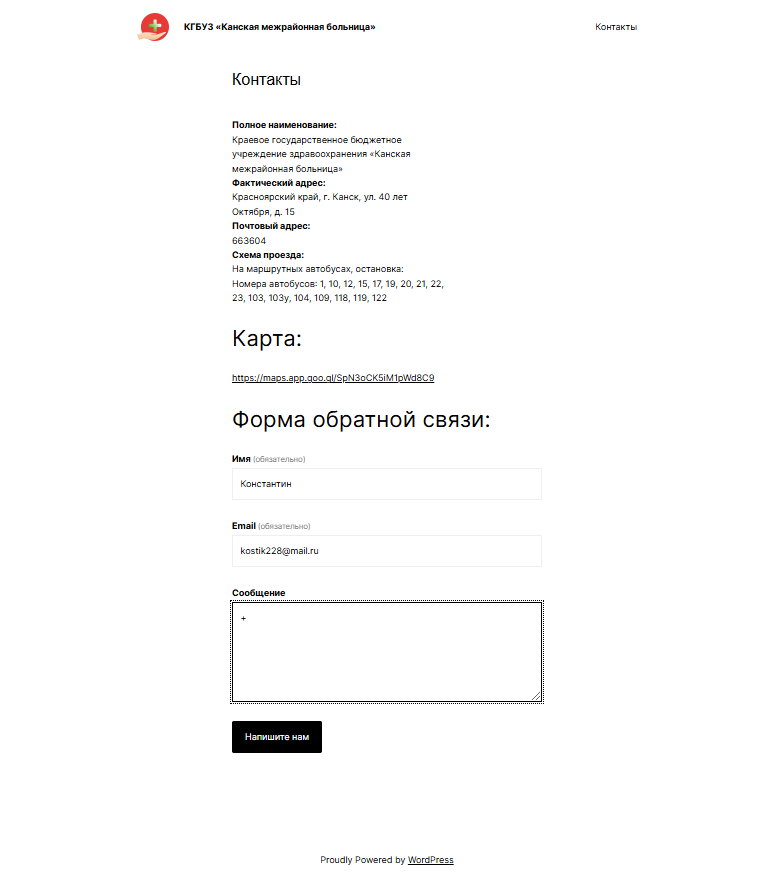 КГБУЗ «Канская межрайонная больница»
Контакты
Контакты
Полное наименование:
Краевое государственное бюджетное
учреждение здравоохранения «Канская
межрайонная больница»
Фактический адрес:
Красноярский край, г. Канск, ул. 40 лет
Октября, д. 15
Почтовый адрес:
663604
Схема проезда:
На маршрутных автобусах, остановка:
Номера автобусов: 1, 10, 12, 15, 17, 19, 20, 21, 22,
23, 103, 103у, 104, 109, 118, 119, 122
Карта:
https://maps.app.goo.gl/SpN3oCK5iM1pWd8C9
Форма обратной связи:
Имя (обязательно)
Константин
Email (обязательно)
kostik228@mail.ru
Сообщение
+
Напишите нам
Proudly Powered by WordPress